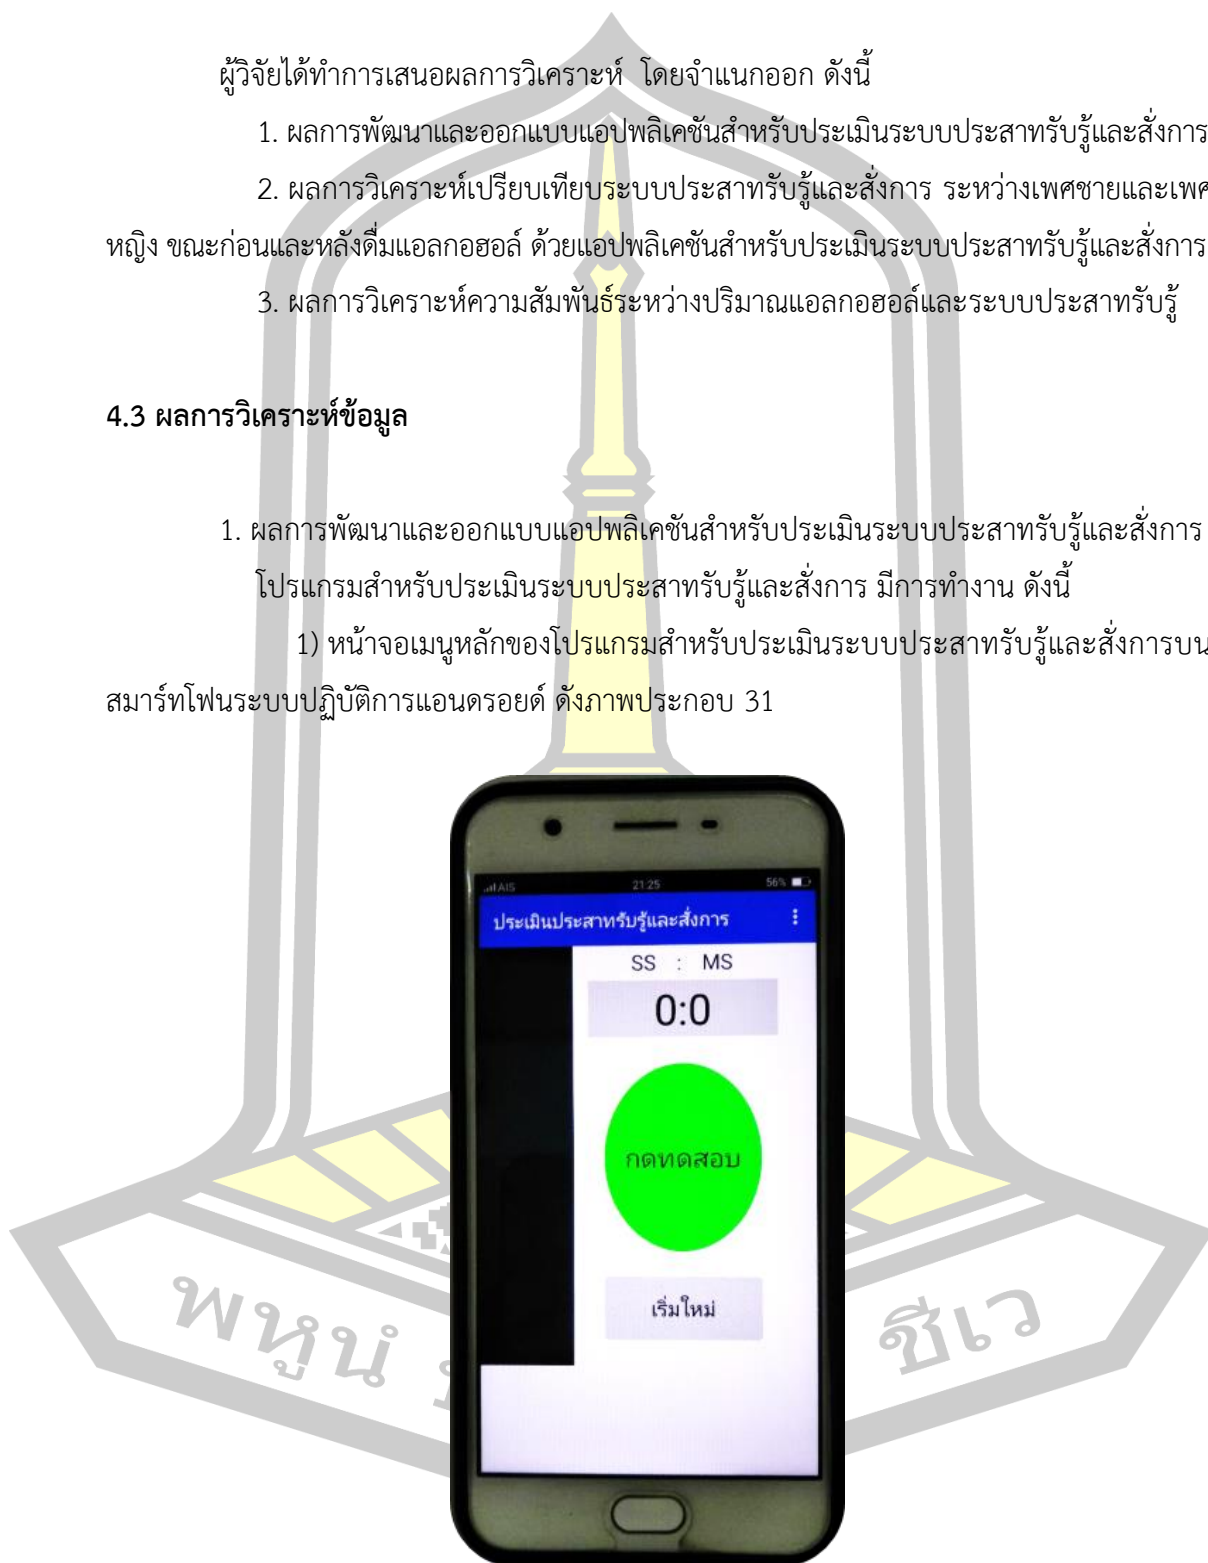 ผู้วิจัยได้ทำการเสนอผลการวิเคราะห์ โดยจำแนกออก ดังนี้
1. ผลการพัฒนาและออกแบบแอปพลิเคชันสำหรับประเมินระบบประสาทรับรู้และสั่งการ
2. ผลการวิเคราะห์เปรียบเทียบระบบประสาทรับรู้และสั่งการ ระหว่างเพศชายและเพศ
หญิง ขณะก่อนและหลังดื่มแอลกอฮอล์ ด้วยแอปพลิเคชันสำหรับประเมินระบบประสาทรับรู้และสั่งการ
3. ผลการวิเคราะห์ความสัมพันธ์ระหว่างปริมาณแอลกอฮอล์และระบบประสาทรับรู้
4.3 ผลการวิเคราะห์ข้อมูล
1. ผลการพัฒนาและออกแบบแอปพลิเคชันสำหรับประเมินระบบประสาทรับรู้และสั่งการ
โปรแกรมสำหรับประเมินระบบประสาทรับรู้และสั่งการ มีการทำงาน ดังนี้
1) หน้าจอเมนูหลักของโปรแกรมสำหรับประเมินระบบประสาทรับรู้และสั่งการบน
สมาร์ทโฟนระบบปฏิบัติการแอนดรอยด์ ดังภาพประกอบ 31
AIS 21:25 56%
ประเมินประสาทรับรู้และสั่งการ
SS : MS
0:0
กดทดสอบ
เริ่มใหม่
พหูนํ
ชีเว